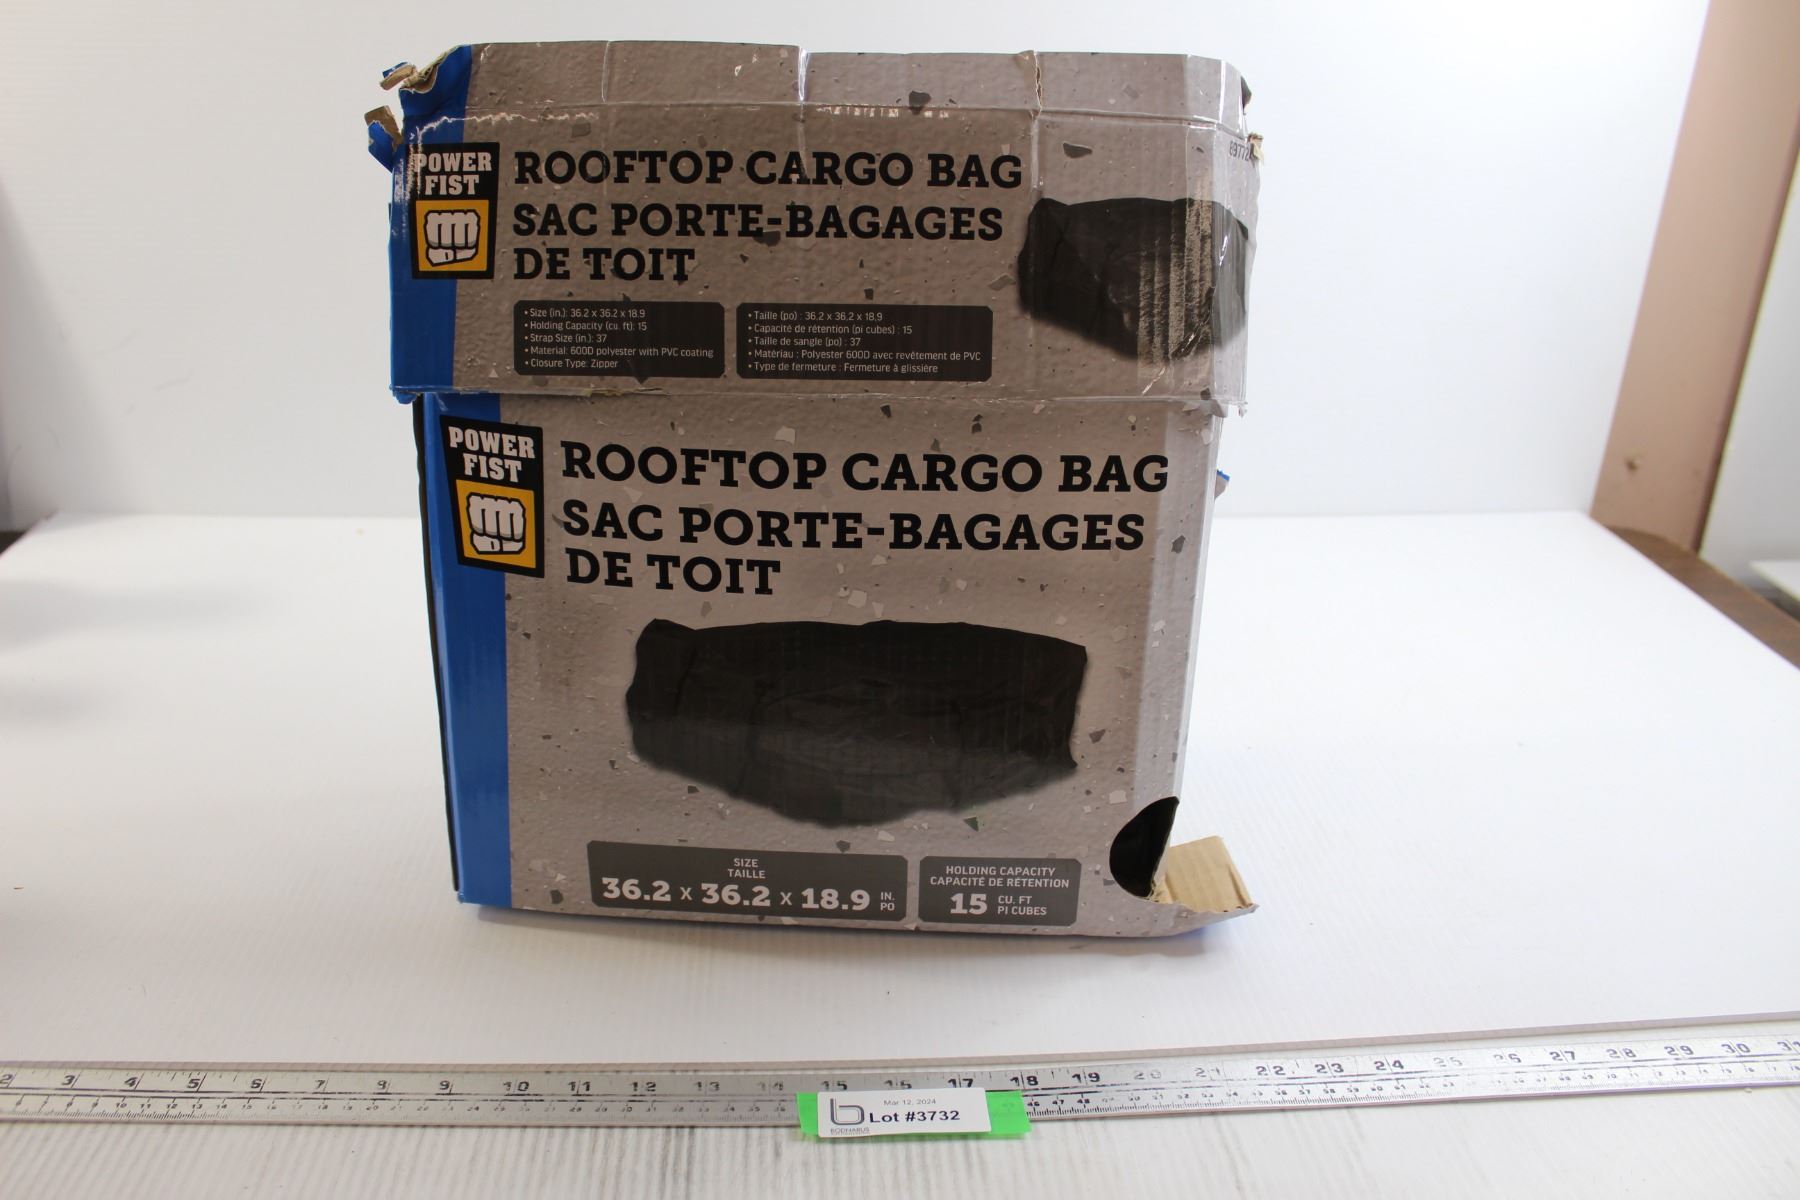 POWER
FIST
ROOFTOP CARGO BAG
SAC PORTE-BAGAGES
DE TOIT
• Size (in.): 36.2 x 36.2 x 18.9
• Holding Capacity (cu. ft): 15
• Strap Size (in.): 37
• Material: 600D polyester with PVC coating
• Closure Type: Zipper
• Taille (po) : 36.2 x 36.2 x 18.9
• Capacité de rétention (pi cubes) : 15
• Taille de sangle (po) : 37
• Matériau : Polyester 600D avec revêtement de PVC
• Type de fermeture : Fermeture à glissière
POWER
FIST
ROOFTOP CARGO BAG
SAC PORTE-BAGAGES
DE TOIT
SIZE
TAILLE
36.2 x 36.2 x 18.9 IN.
PO
HOLDING CAPACITY
CAPACITÉ DE RÉTENTION
15 CU. FT
PI CUBES
2 3 4 5 6 7 8 9 10 11 12 13 14 15 16 17 18 19 20 21 22 23 24 25 26 27 28 29 30 31
Mar 12, 2024
Lot #3732
KODNABUS